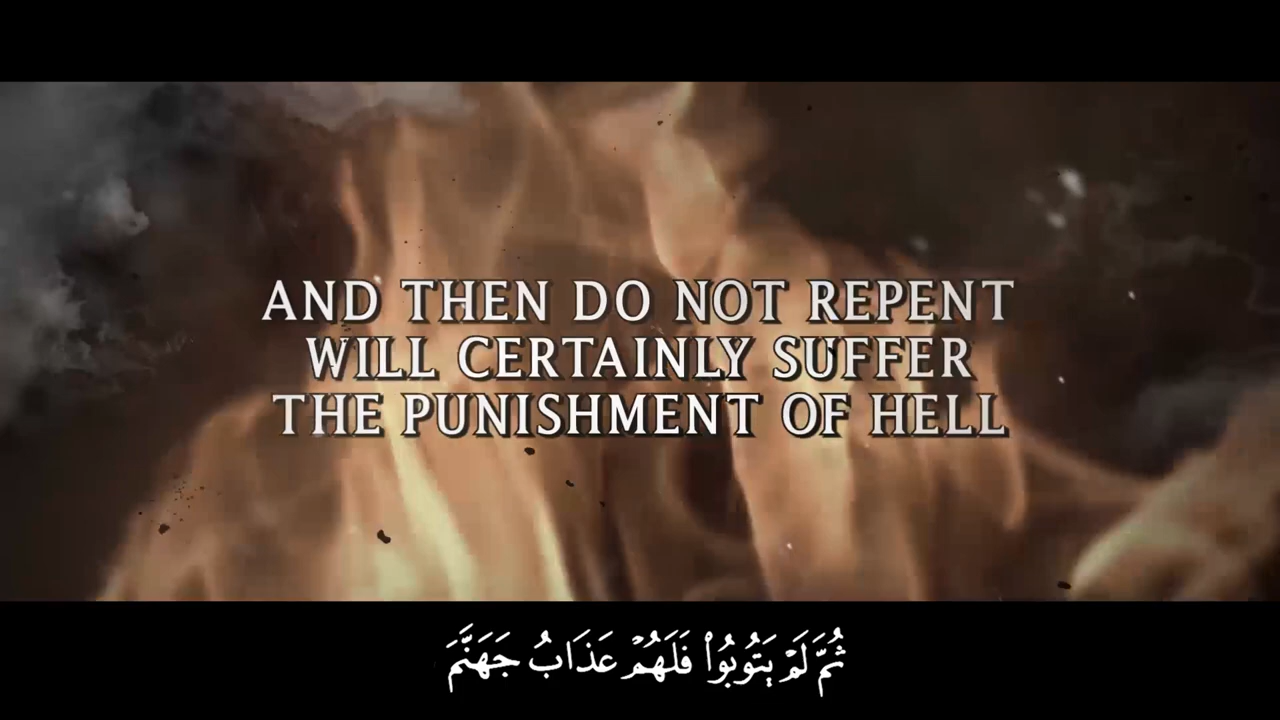 AND THEN DO NOT REPENT
WILL CERTAINLY SUFFER
THE PUNISHMENT OF HELL
ثُمَّ لَمْ يَتُوبُوا۟ فَلَهُمْ عَذَابُ جَهَنَّمَ